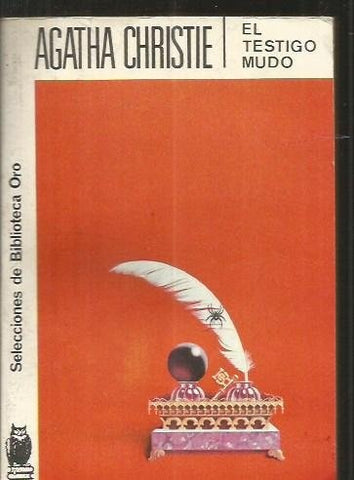 AGATHA CHRISTIE
EL
TESTIGO
MUDO
Selecciones de Biblioteca Oro